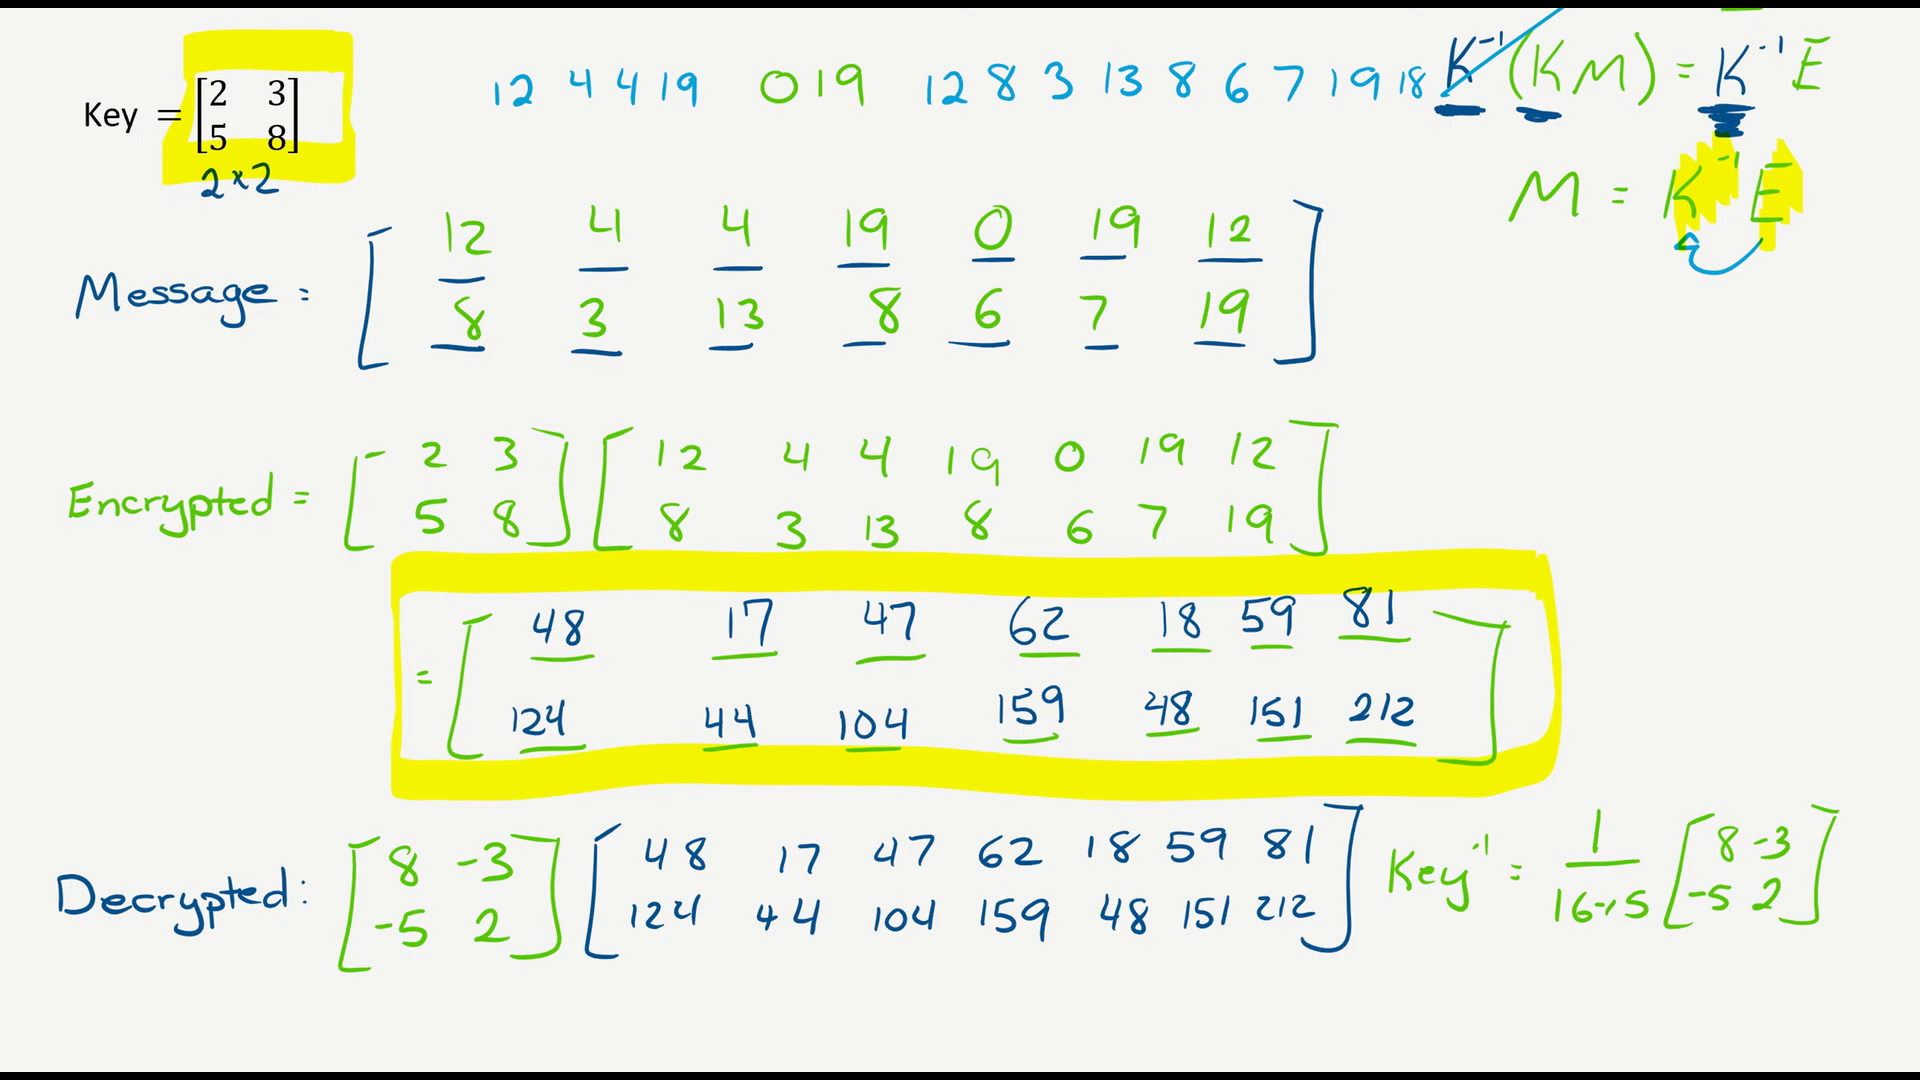 Key = [2 3
5 8]
2×2
12 4 4 19 0 19 12 8 3 13 8 6 7 19 18
K⁻¹(KM) = K⁻¹E
M = K⁻¹E
Message = [12 4 4 19 0 19 12
8 3 13 8 6 7 19]
Encrypted = [2 3
5 8] [12 4 4 19 0 19 12
8 3 13 8 6 7 19]
= [48 17 47 62 18 59 81
124 44 104 159 48 151 212]
Decrypted: [8 -3
-5 2] [48 17 47 62 18 59 81
124 44 104 159 48 151 212]
Key⁻¹ = 1/(16-15) [8 -3
-5 2]